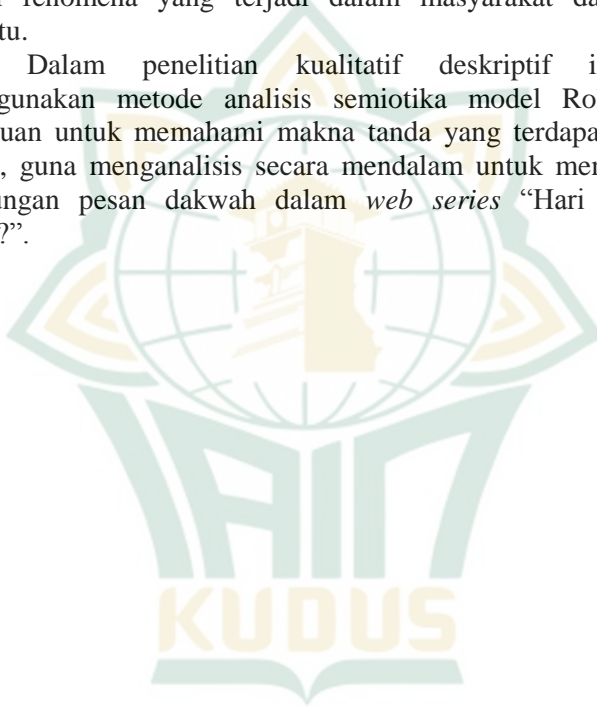 fenomena yang terjadi dalam masyarakat da
tu.
Dalam penelitian kualitatif deskriptif i
gunakan metode analisis semiotika model Ro
uan untuk memahami makna tanda yang terdapa
, guna menganalisis secara mendalam untuk mer
ungan pesan dakwah dalam web series “Hari
?”.
IAIN
KUDUS